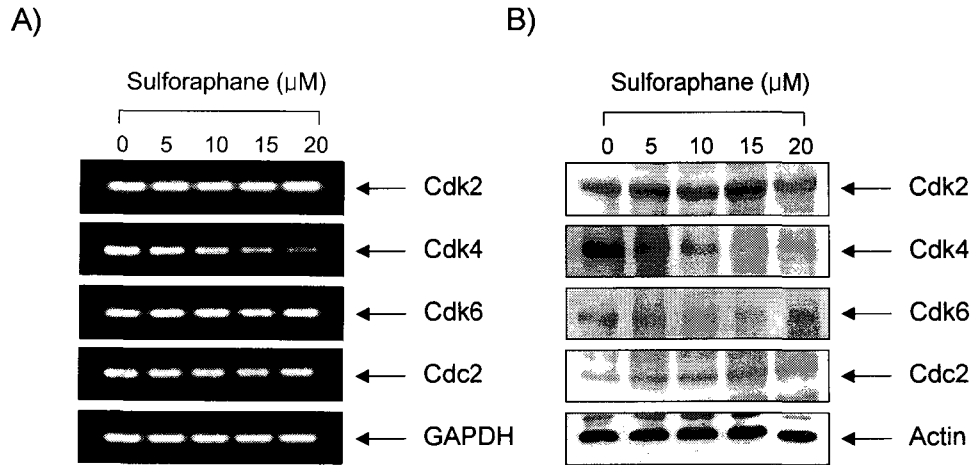 A)
Sulforaphane (μM)
0 5 10 15 20
Cdk2
Cdk4
Cdk6
Cdc2
GAPDH
B)
Sulforaphane (μM)
0 5 10 15 20
Cdk2
Cdk4
Cdk6
Cdc2
Actin